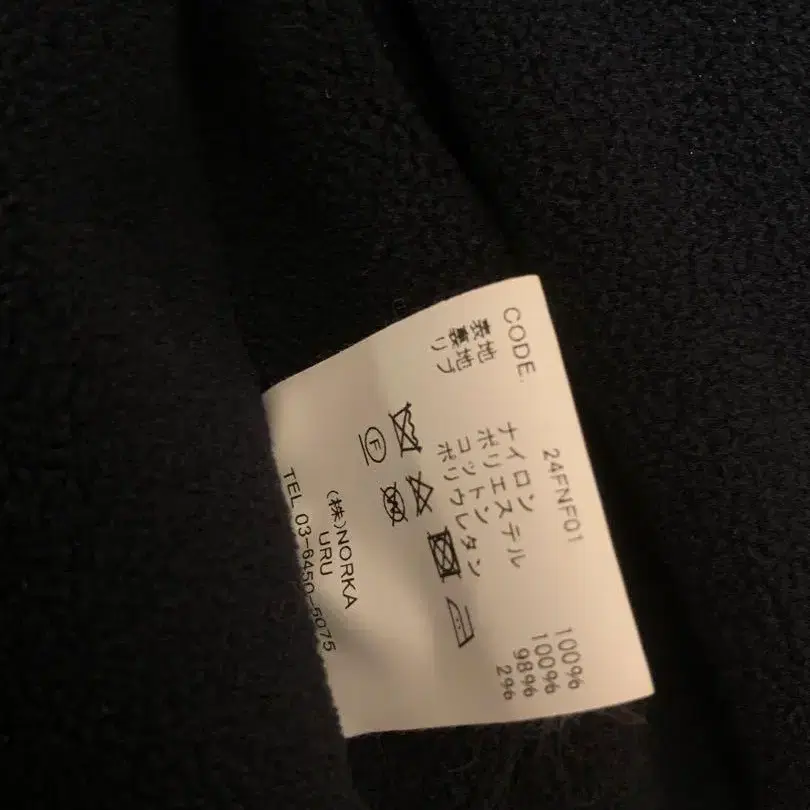 CODE. 24FNF01
表地 ナイロン 100%
裏地 ポリエステル 100%
リブ コットン 98%
ポリウレタン 2%
F
(株)NORKA
URU
TEL 03-6450-5075